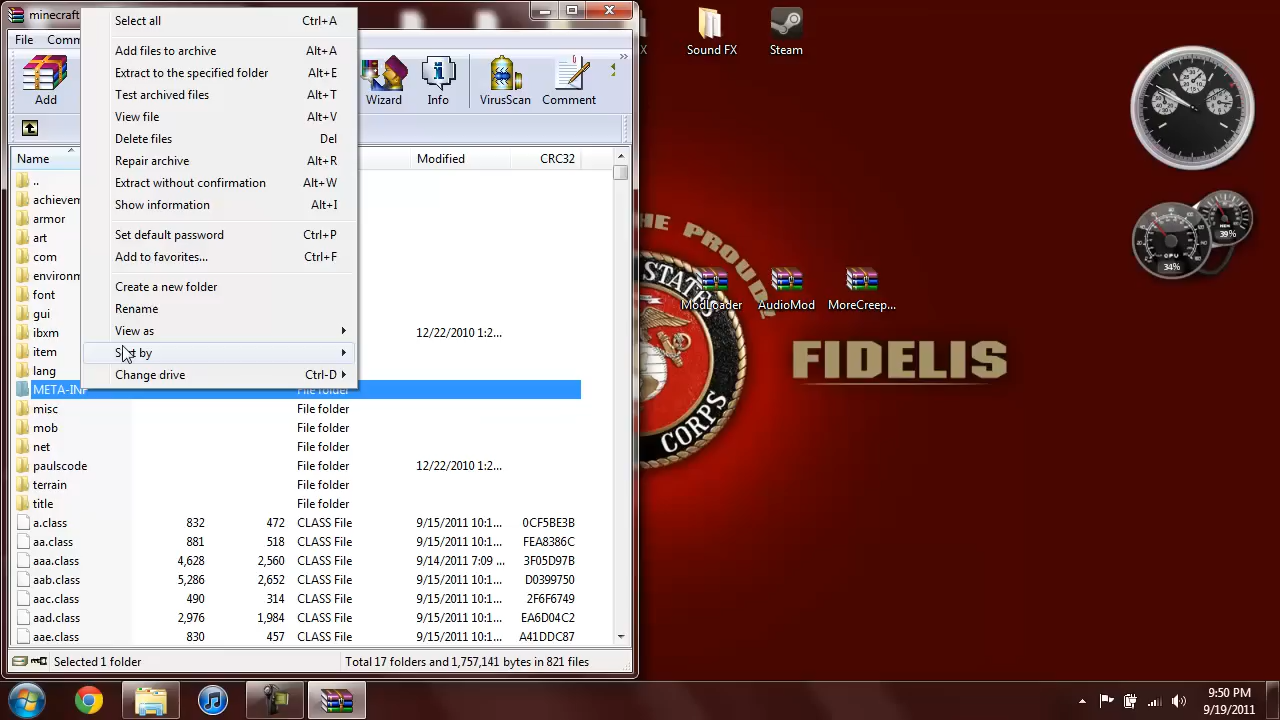 minecraft
File
Comm
Add
Wizard
Info
VirusScan
Comment
Name
Modified
CRC32
Select all Ctrl+A
Add files to archive Alt+A
Extract to the specified folder Alt+E
Test archived files Alt+T
View file Alt+V
Delete files Del
Repair archive Alt+R
Extract without confirmation Alt+W
Show information Alt+I
Set default password Ctrl+P
Add to favorites... Ctrl+F
Create a new folder
Rename
View as
Sort by
Change drive Ctrl-D
..
achievem
armor
art
com
environm
font
gui
ibxm 12/22/2010 1:2...
item
lang
META-INF File folder
misc File folder
mob File folder
net File folder
paulscode File folder 12/22/2010 1:2...
terrain File folder
title File folder
a.class 832 472 CLASS File 9/15/2011 10:1... 0CF5BE3B
aa.class 881 518 CLASS File 9/15/2011 10:1... FEA8386C
aaa.class 4,628 2,560 CLASS File 9/14/2011 7:09 ... 3F05D97B
aab.class 5,286 2,652 CLASS File 9/15/2011 10:1... D0399750
aac.class 490 314 CLASS File 9/15/2011 10:1... 2F6F6749
aad.class 2,976 1,984 CLASS File 9/15/2011 10:1... EA6D04C2
aae.class 830 457 CLASS File 9/15/2011 10:1... A41DDC87
Selected 1 folder
Total 17 folders and 1,757,141 bytes in 821 files
X
Sound FX
Steam
HE PROUD
STATES
CORPS
FIDELIS
ModLoader
AudioMod
MoreCreep...
39%
CPU
34%
9:50 PM
9/19/2011